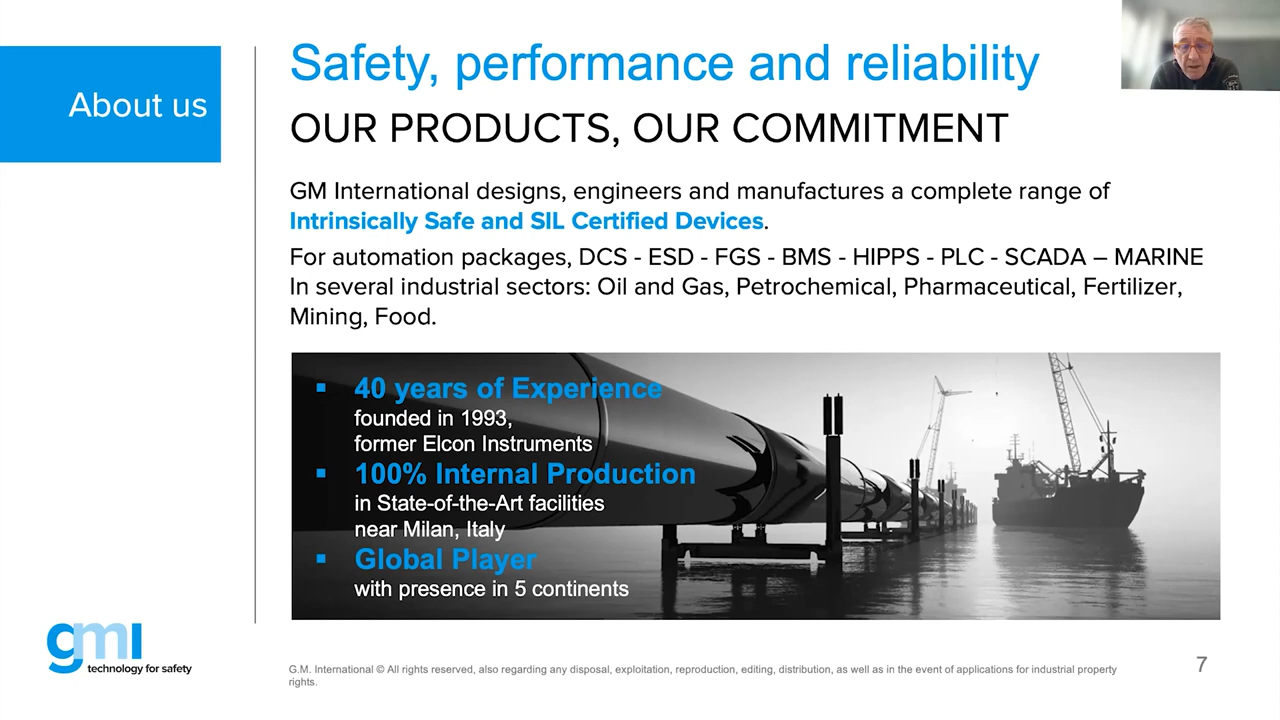 About us
Safety, performance and reliability
OUR PRODUCTS, OUR COMMITMENT
GM International designs, engineers and manufactures a complete range of
Intrinsically Safe and SIL Certified Devices.
For automation packages, DCS - ESD - FGS - BMS - HIPPS - PLC - SCADA – MARINE
In several industrial sectors: Oil and Gas, Petrochemical, Pharmaceutical, Fertilizer,
Mining, Food.
▪ 40 years of Experience
founded in 1993,
former Elcon Instruments
▪ 100% Internal Production
in State-of-the-Art facilities
near Milan, Italy
▪ Global Player
with presence in 5 continents
gmi
technology for safety
G.M. International © All rights reserved, also regarding any disposal, exploitation, reproduction, editing, distribution, as well as in the event of applications for industrial property
rights.
7